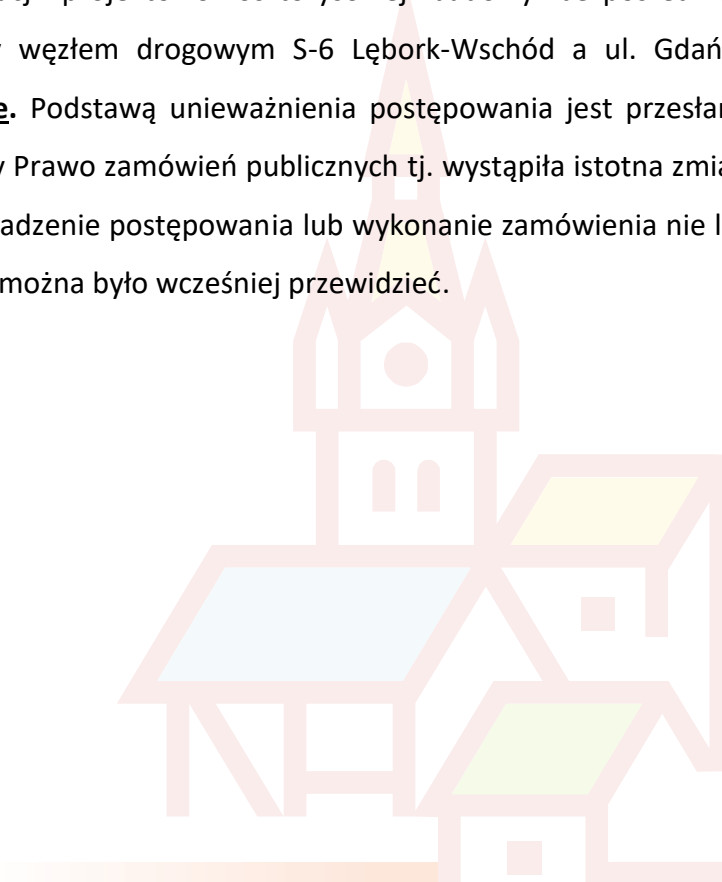 węzłem drogowym S-6 Lębork-Wschód a ul. Gdań
e. Podstawą unieważnienia postępowania jest przesłan
y Prawo zamówień publicznych tj. wystąpiła istotna zmia
adzenie postępowania lub wykonanie zamówienia nie l
można było wcześniej przewidzieć.